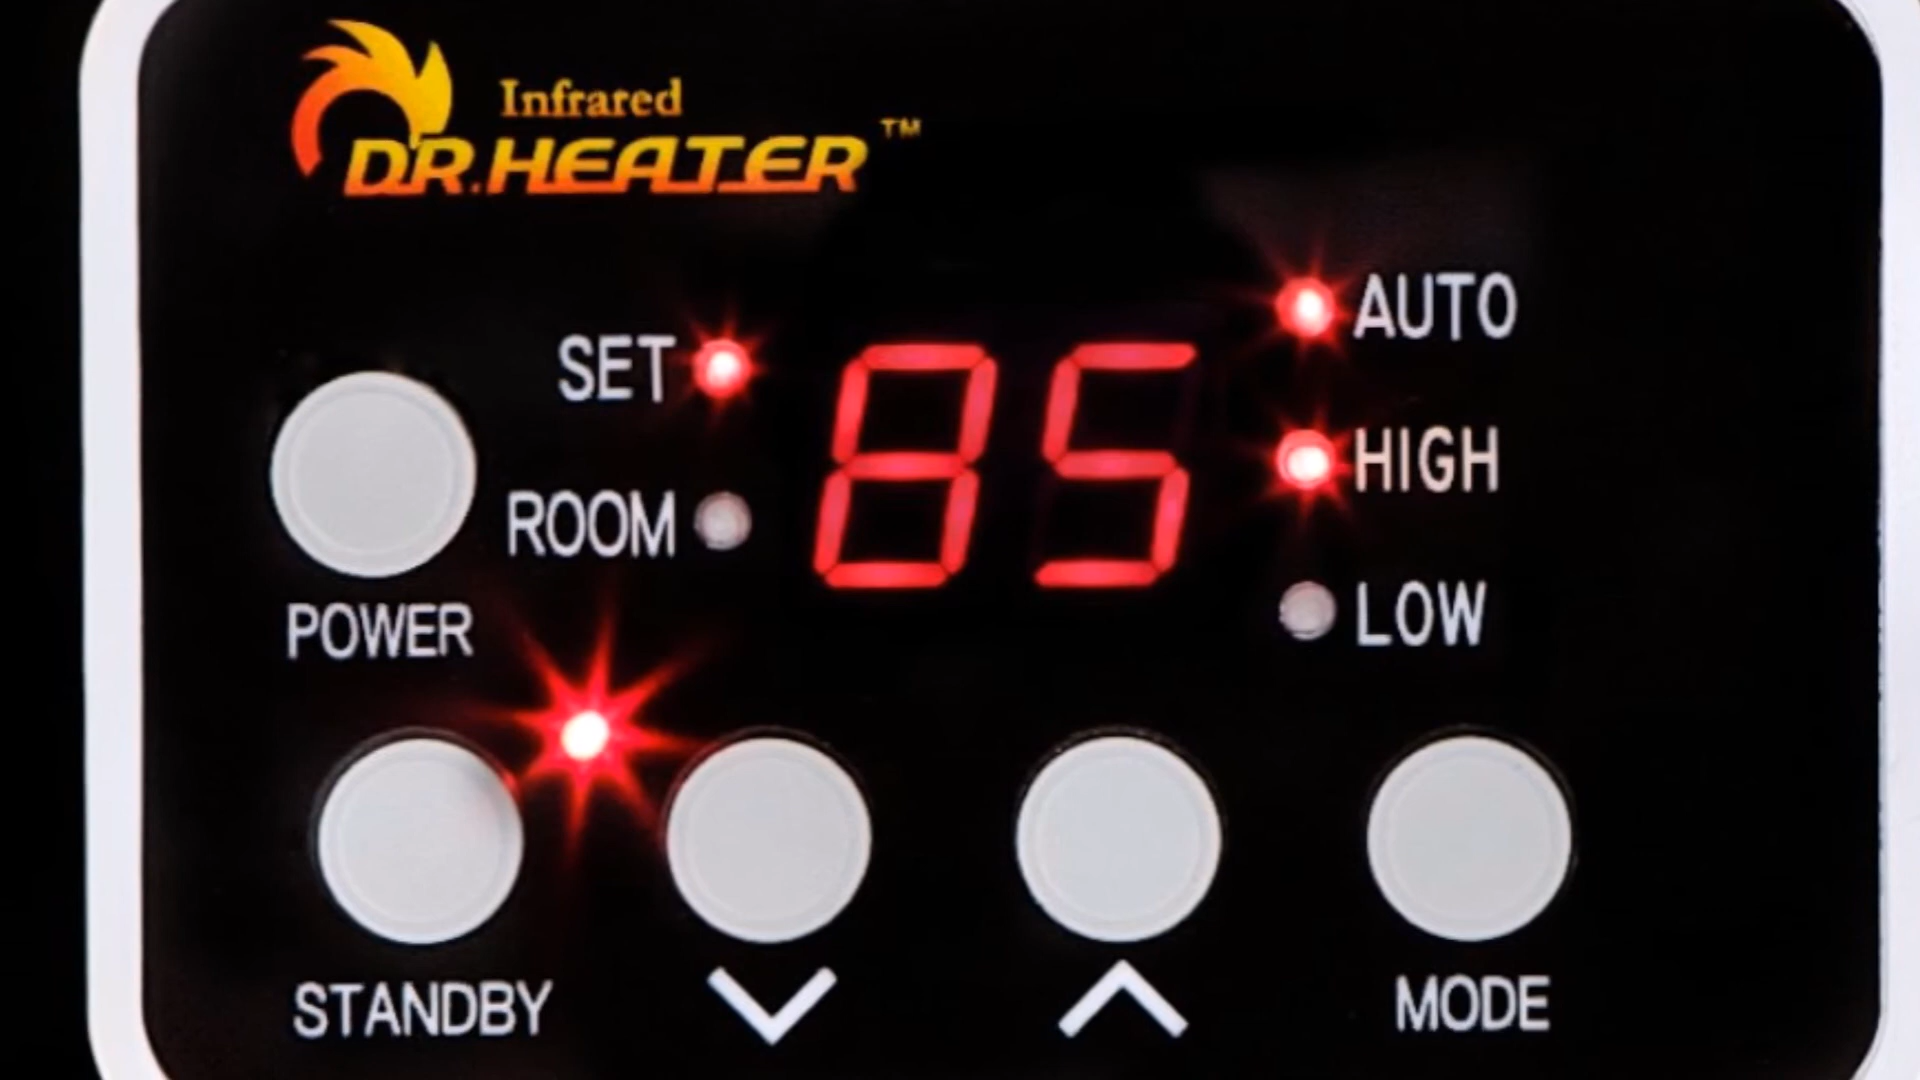 Infrared
DR.HEATER™
AUTO
SET
85
HIGH
ROOM
LOW
POWER
STANDBY
MODE